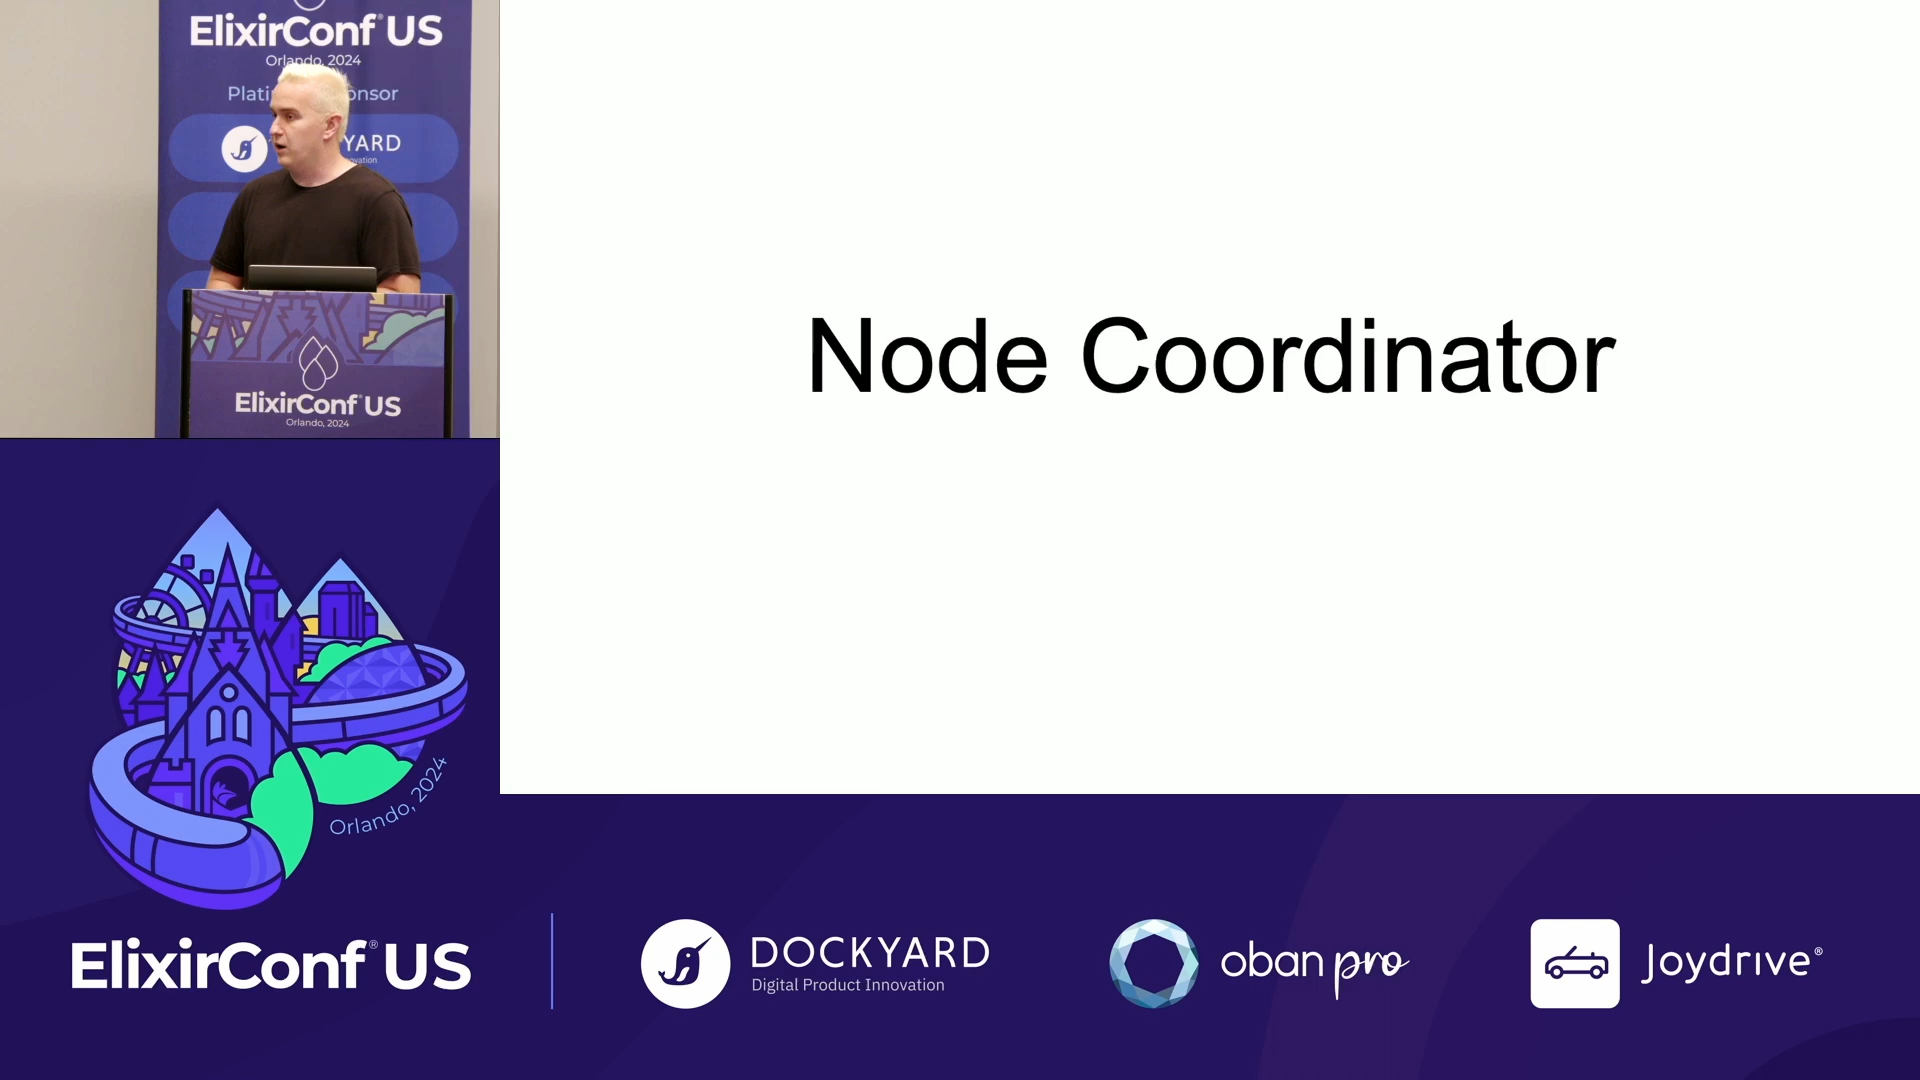 ElixirConf® US
Orlando, 2024
YARD
Node Coordinator
ElixirConf® US
Orlando, 2024
Orlando, 2024
ElixirConf® US
DOCKYARD
Digital Product Innovation
oban pro
Joydrive®